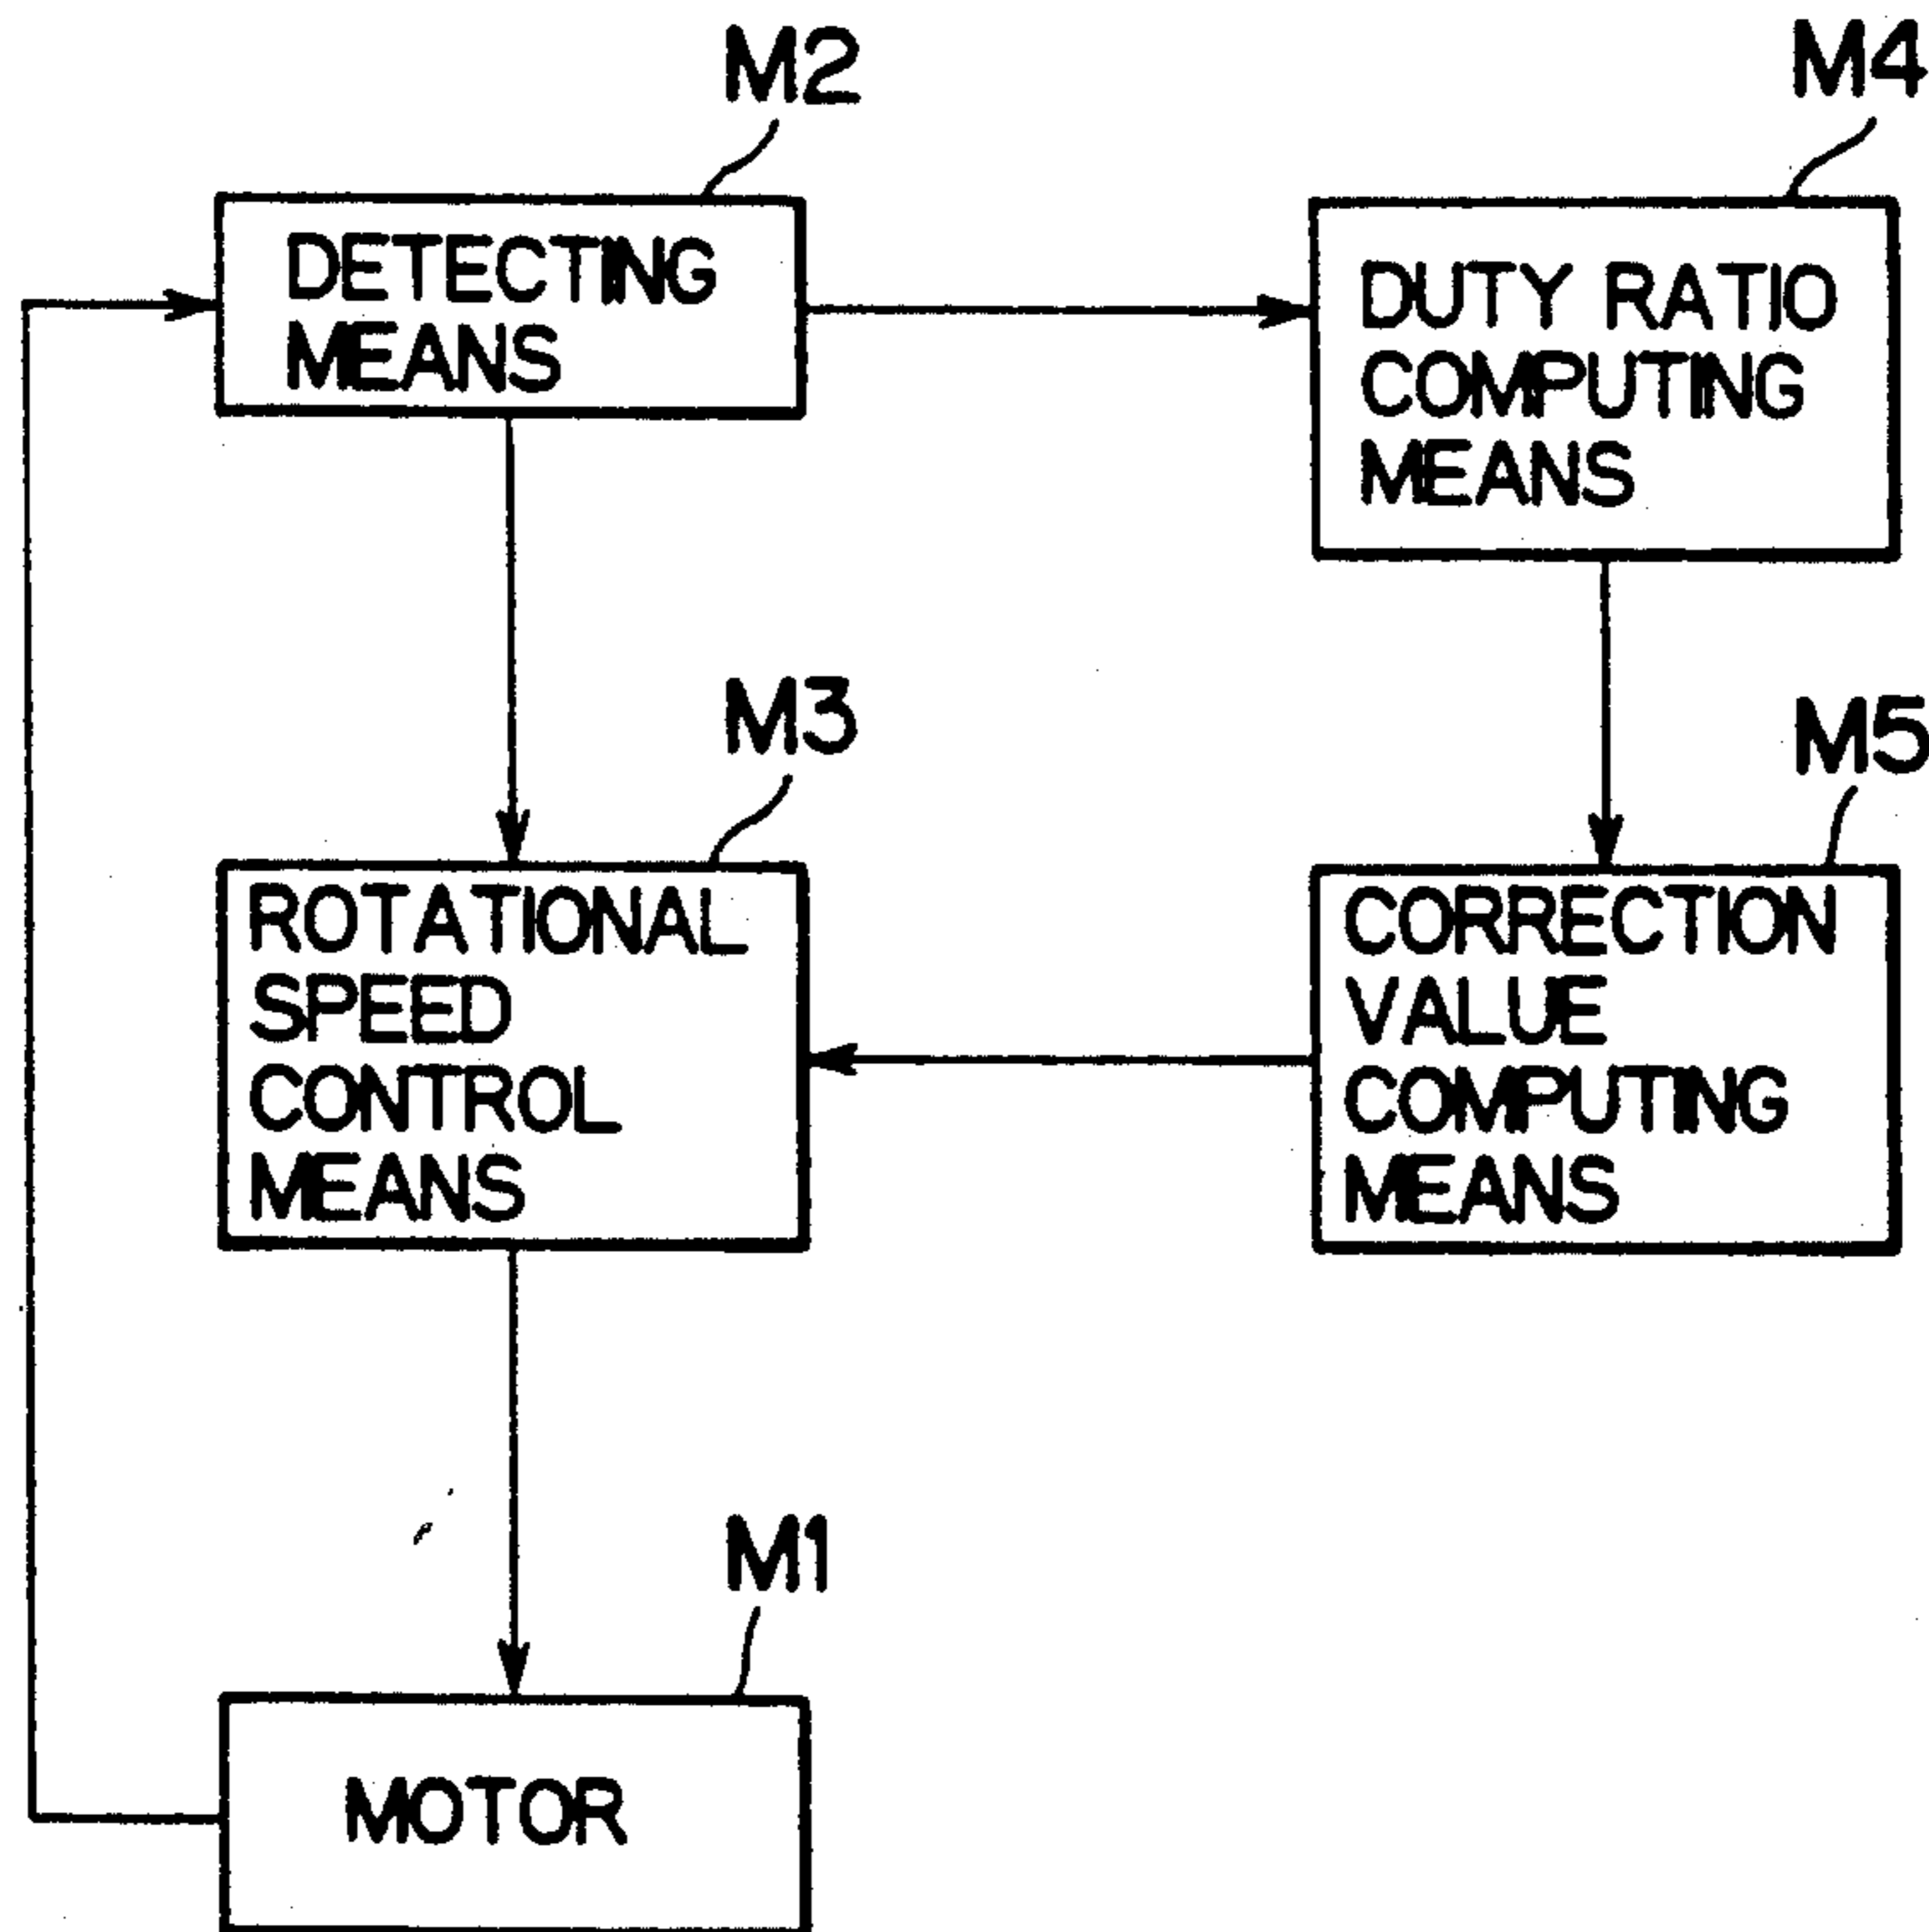 M2
M4
DETECTING
MEANS
DUTY RATIO
COMPUTING
MEANS
M3
M5
ROTATIONAL
SPEED
CONTROL
MEANS
CORRECTION
VALUE
COMPUTING
MEANS
M1
MOTOR